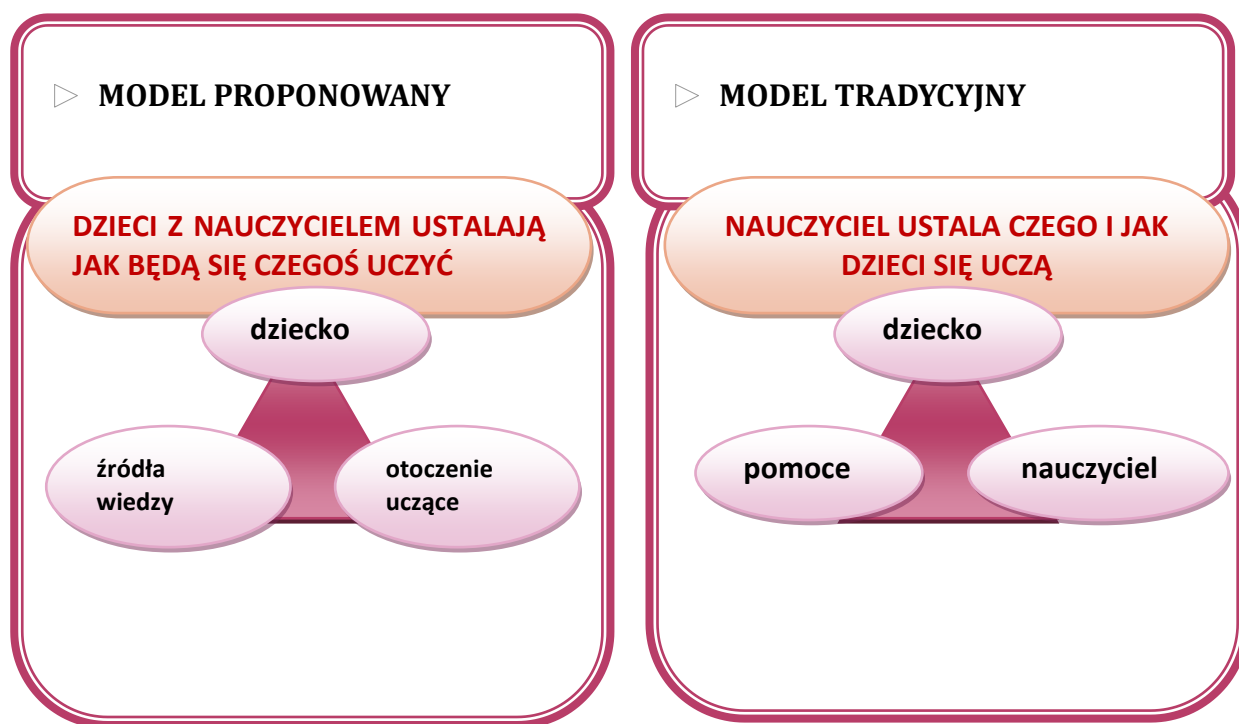 MODEL PROPONOWANY
DZIECI Z NAUCZYCIELEM USTALAJĄ
JAK BĘDĄ SIĘ CZEGOŚ UCZYĆ
dziecko
źródła
wiedzy
otoczenie
uczące
MODEL TRADYCYJNY
NAUCZYCIEL USTALA CZEGO I JAK
DZIECI SIĘ UCZĄ
dziecko
pomoce
nauczyciel